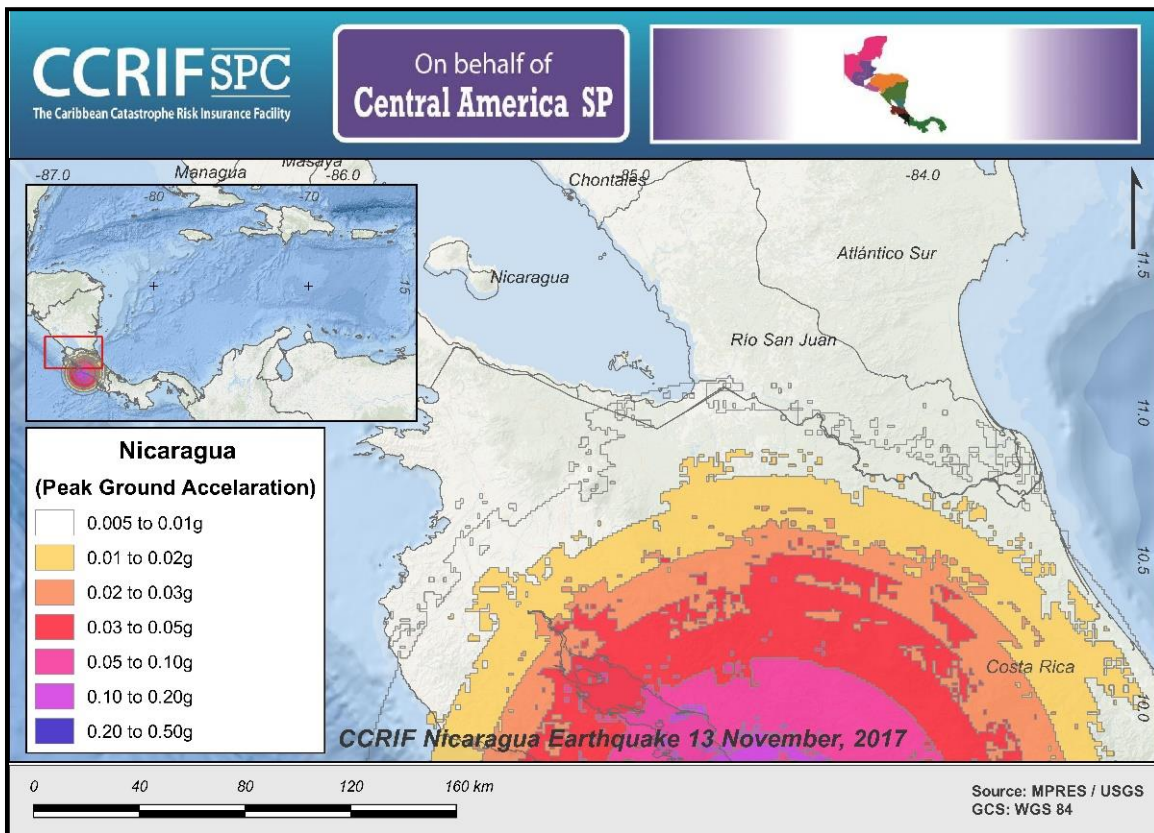 CCRIF SPC
The Caribbean Catastrophe Risk Insurance Facility
On behalf of
Central America SP
-87.0
Managua
Masaya
-86.0
Chontales
-85.0
-84.0
-80
-70
15
Nicaragua
Atlántico Sur
11.5
Río San Juan
11.0
10.5
Costa Rica
10.0
Nicaragua
(Peak Ground Accelaration)
0.005 to 0.01g
0.01 to 0.02g
0.02 to 0.03g
0.03 to 0.05g
0.05 to 0.10g
0.10 to 0.20g
0.20 to 0.50g
CCRIF Nicaragua Earthquake 13 November, 2017
0 40 80 120 160 km
Source: MPRES / USGS
GCS: WGS 84